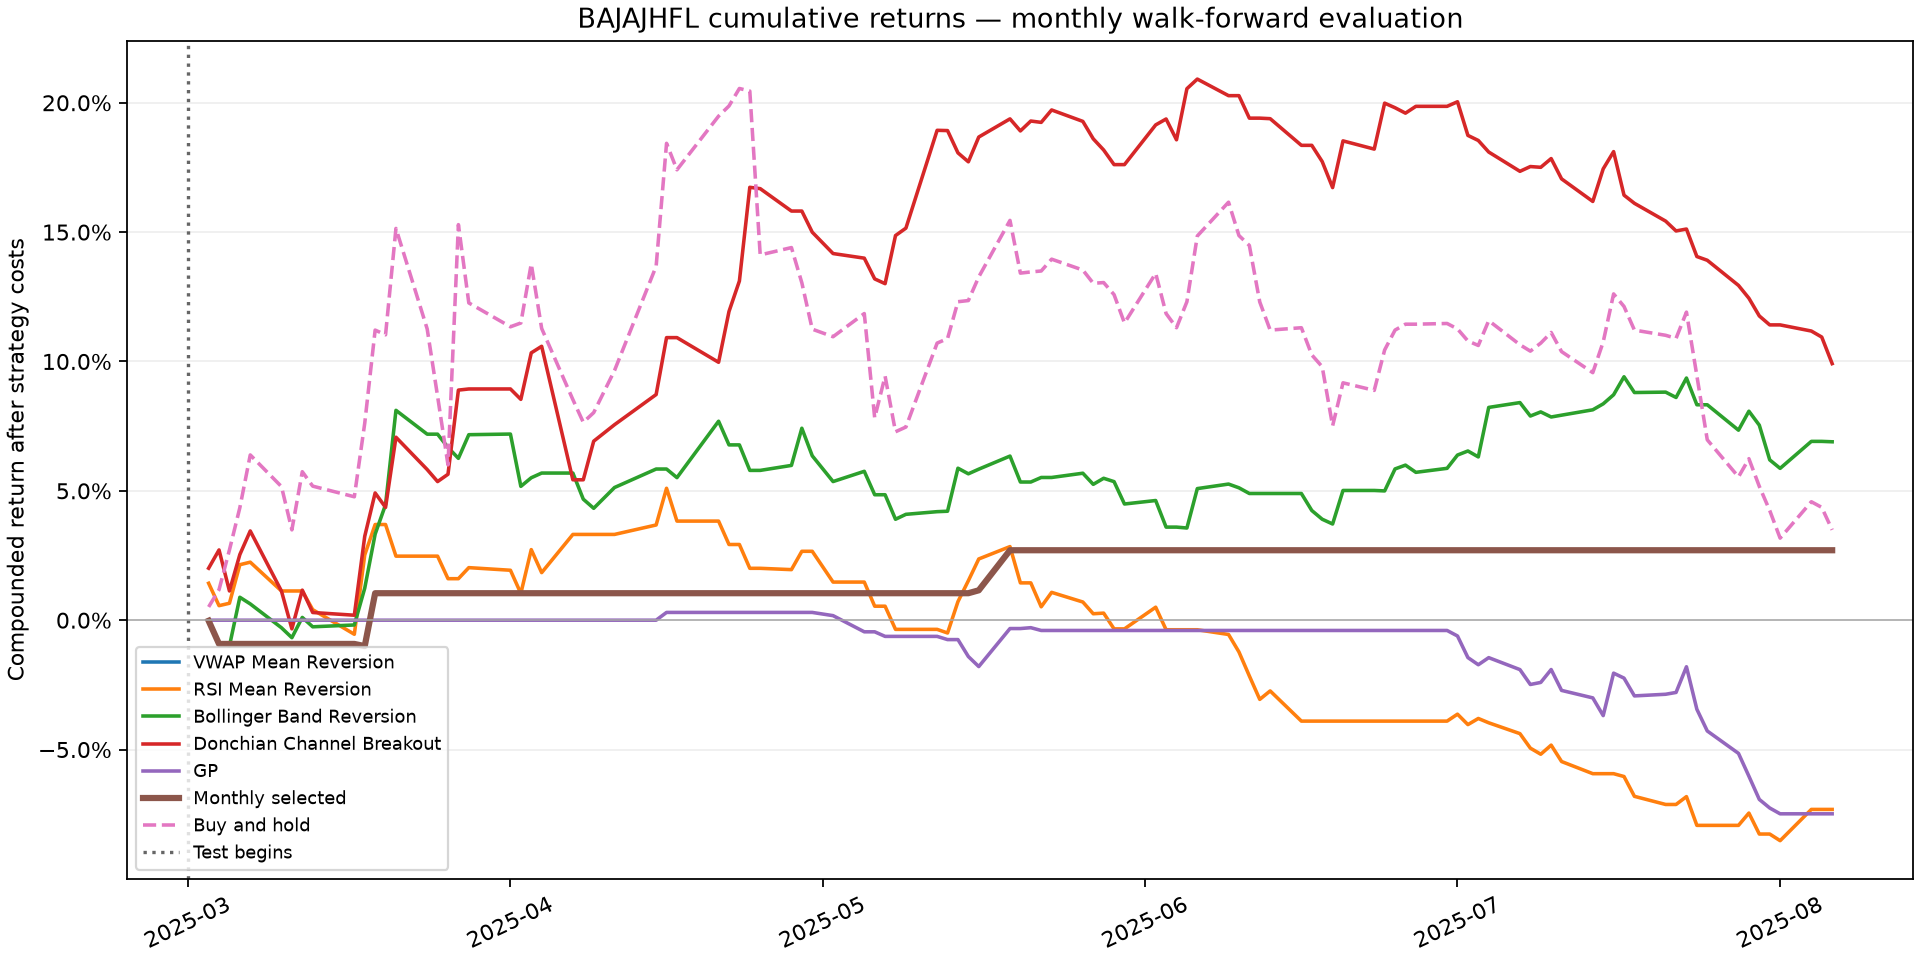 BAJAJHFL cumulative returns — monthly walk-forward evaluation
Compounded return after strategy costs
20.0%
15.0%
10.0%
5.0%
0.0%
−5.0%
VWAP Mean Reversion
RSI Mean Reversion
Bollinger Band Reversion
Donchian Channel Breakout
GP
Monthly selected
Buy and hold
Test begins
2025-03
2025-04
2025-05
2025-06
2025-07
2025-08